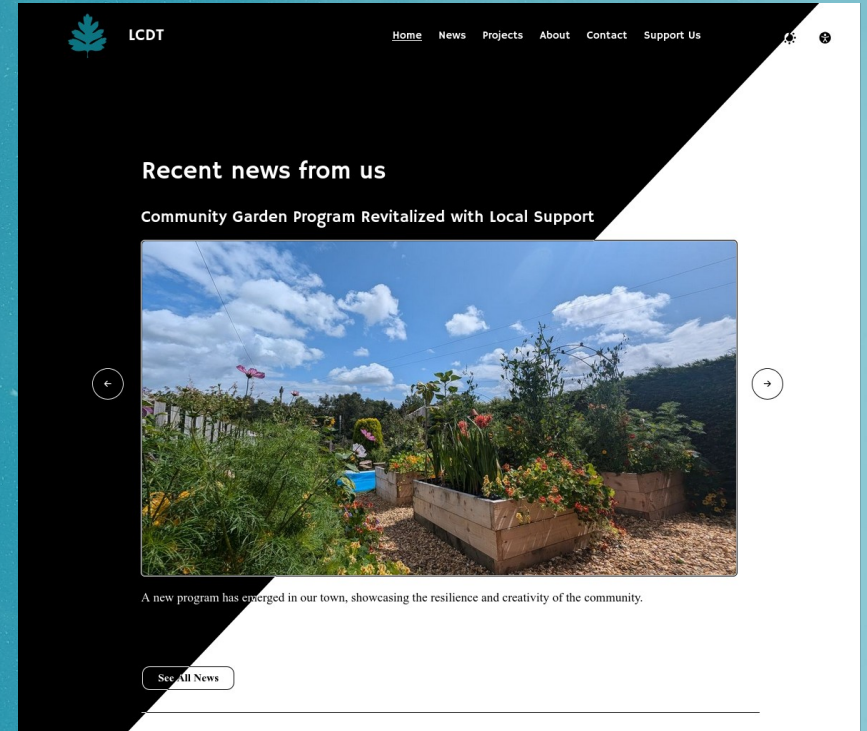 LCDT
Home News Projects About Contact Support Us
Recent news from us
Community Garden Program Revitalized with Local Support
A new program has emerged in our town, showcasing the resilience and creativity of the community.
See All News